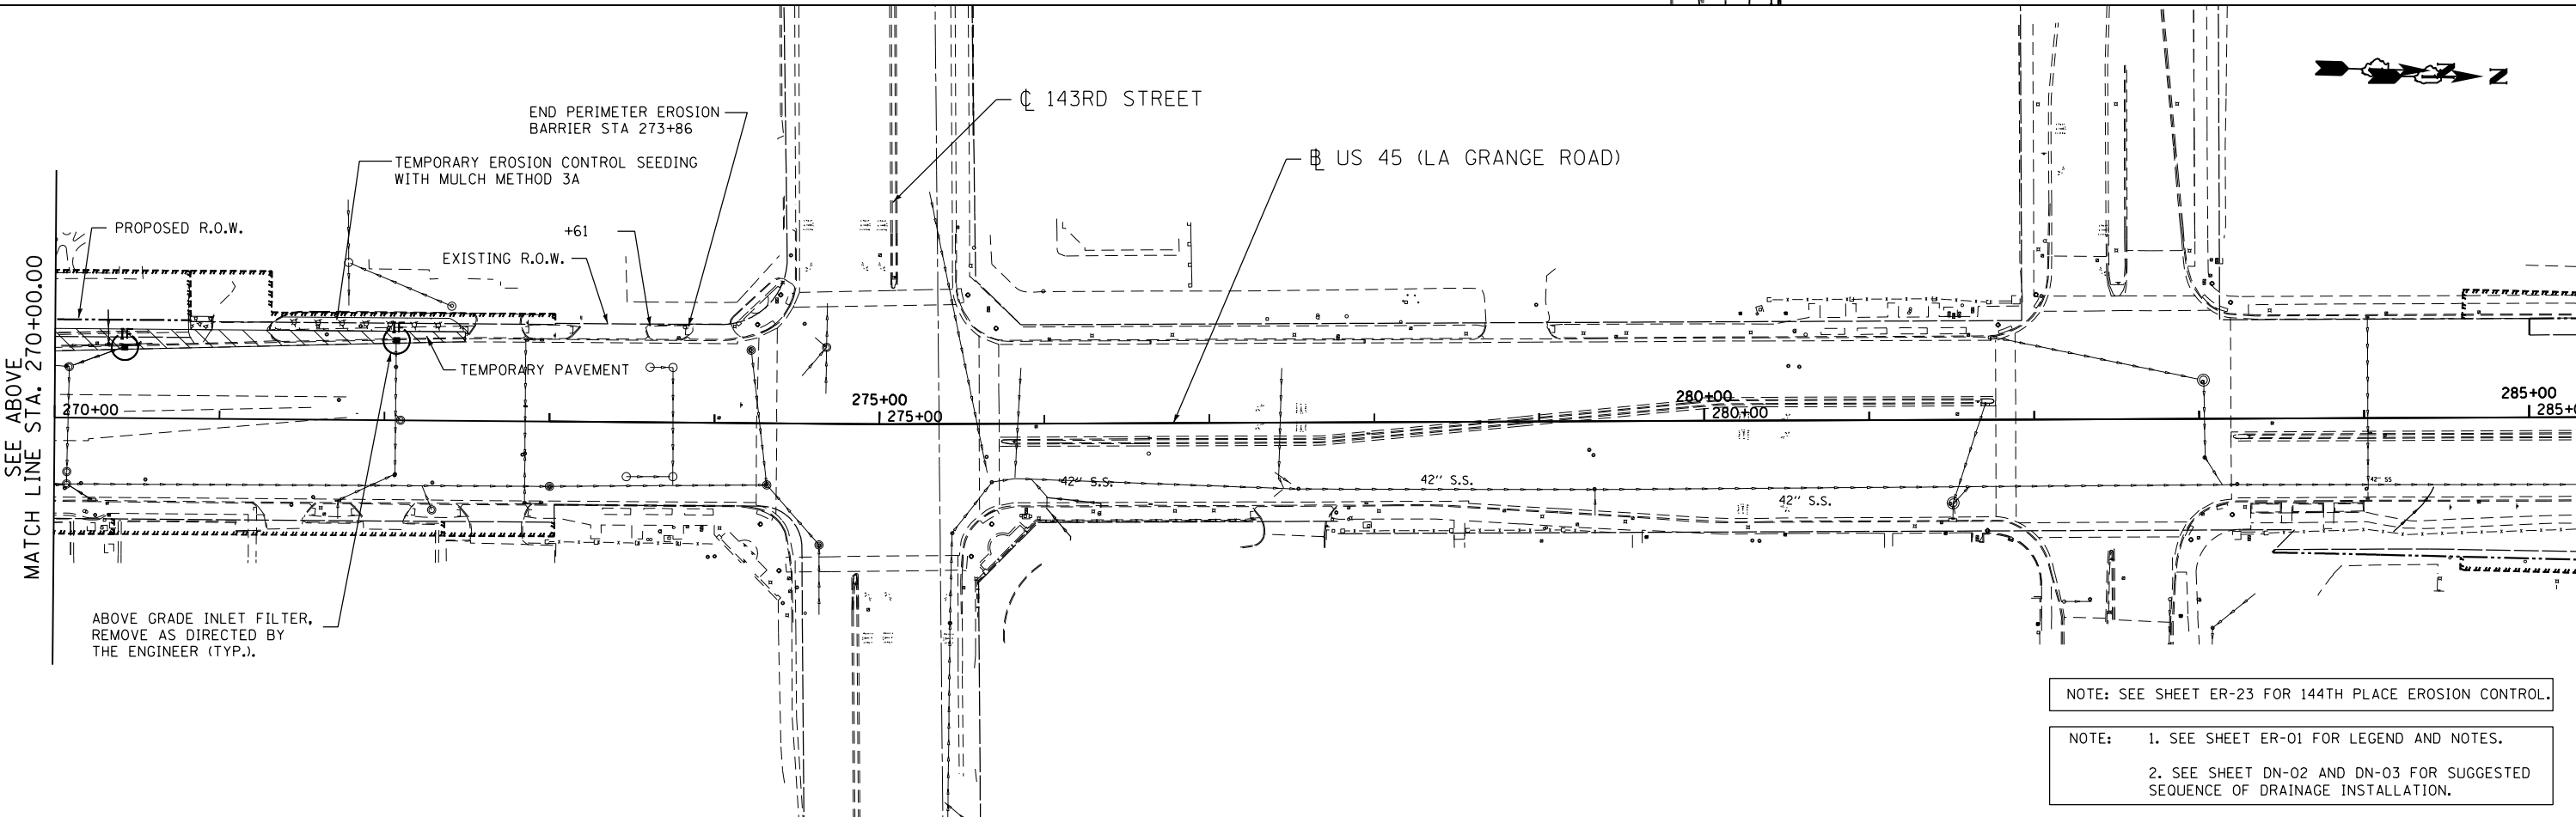 N
N
END PERIMETER EROSION
BARRIER STA 273+86
℄ 143RD STREET
TEMPORARY EROSION CONTROL SEEDING
WITH MULCH METHOD 3A
B̵L US 45 (LA GRANGE ROAD)
PROPOSED R.O.W.
+61
EXISTING R.O.W.
IF
IF
TEMPORARY PAVEMENT
SEE ABOVE
MATCH LINE STA. 270+00.00
270+00
275+00
275+00
280+00
280+00
285+00
42" S.S.
42" S.S.
42" S.S.
42" SS
ABOVE GRADE INLET FILTER,
REMOVE AS DIRECTED BY
THE ENGINEER (TYP.).
NOTE: SEE SHEET ER-23 FOR 144TH PLACE EROSION CONTROL.
NOTE: 1. SEE SHEET ER-01 FOR LEGEND AND NOTES.
2. SEE SHEET DN-02 AND DN-03 FOR SUGGESTED
SEQUENCE OF DRAINAGE INSTALLATION.